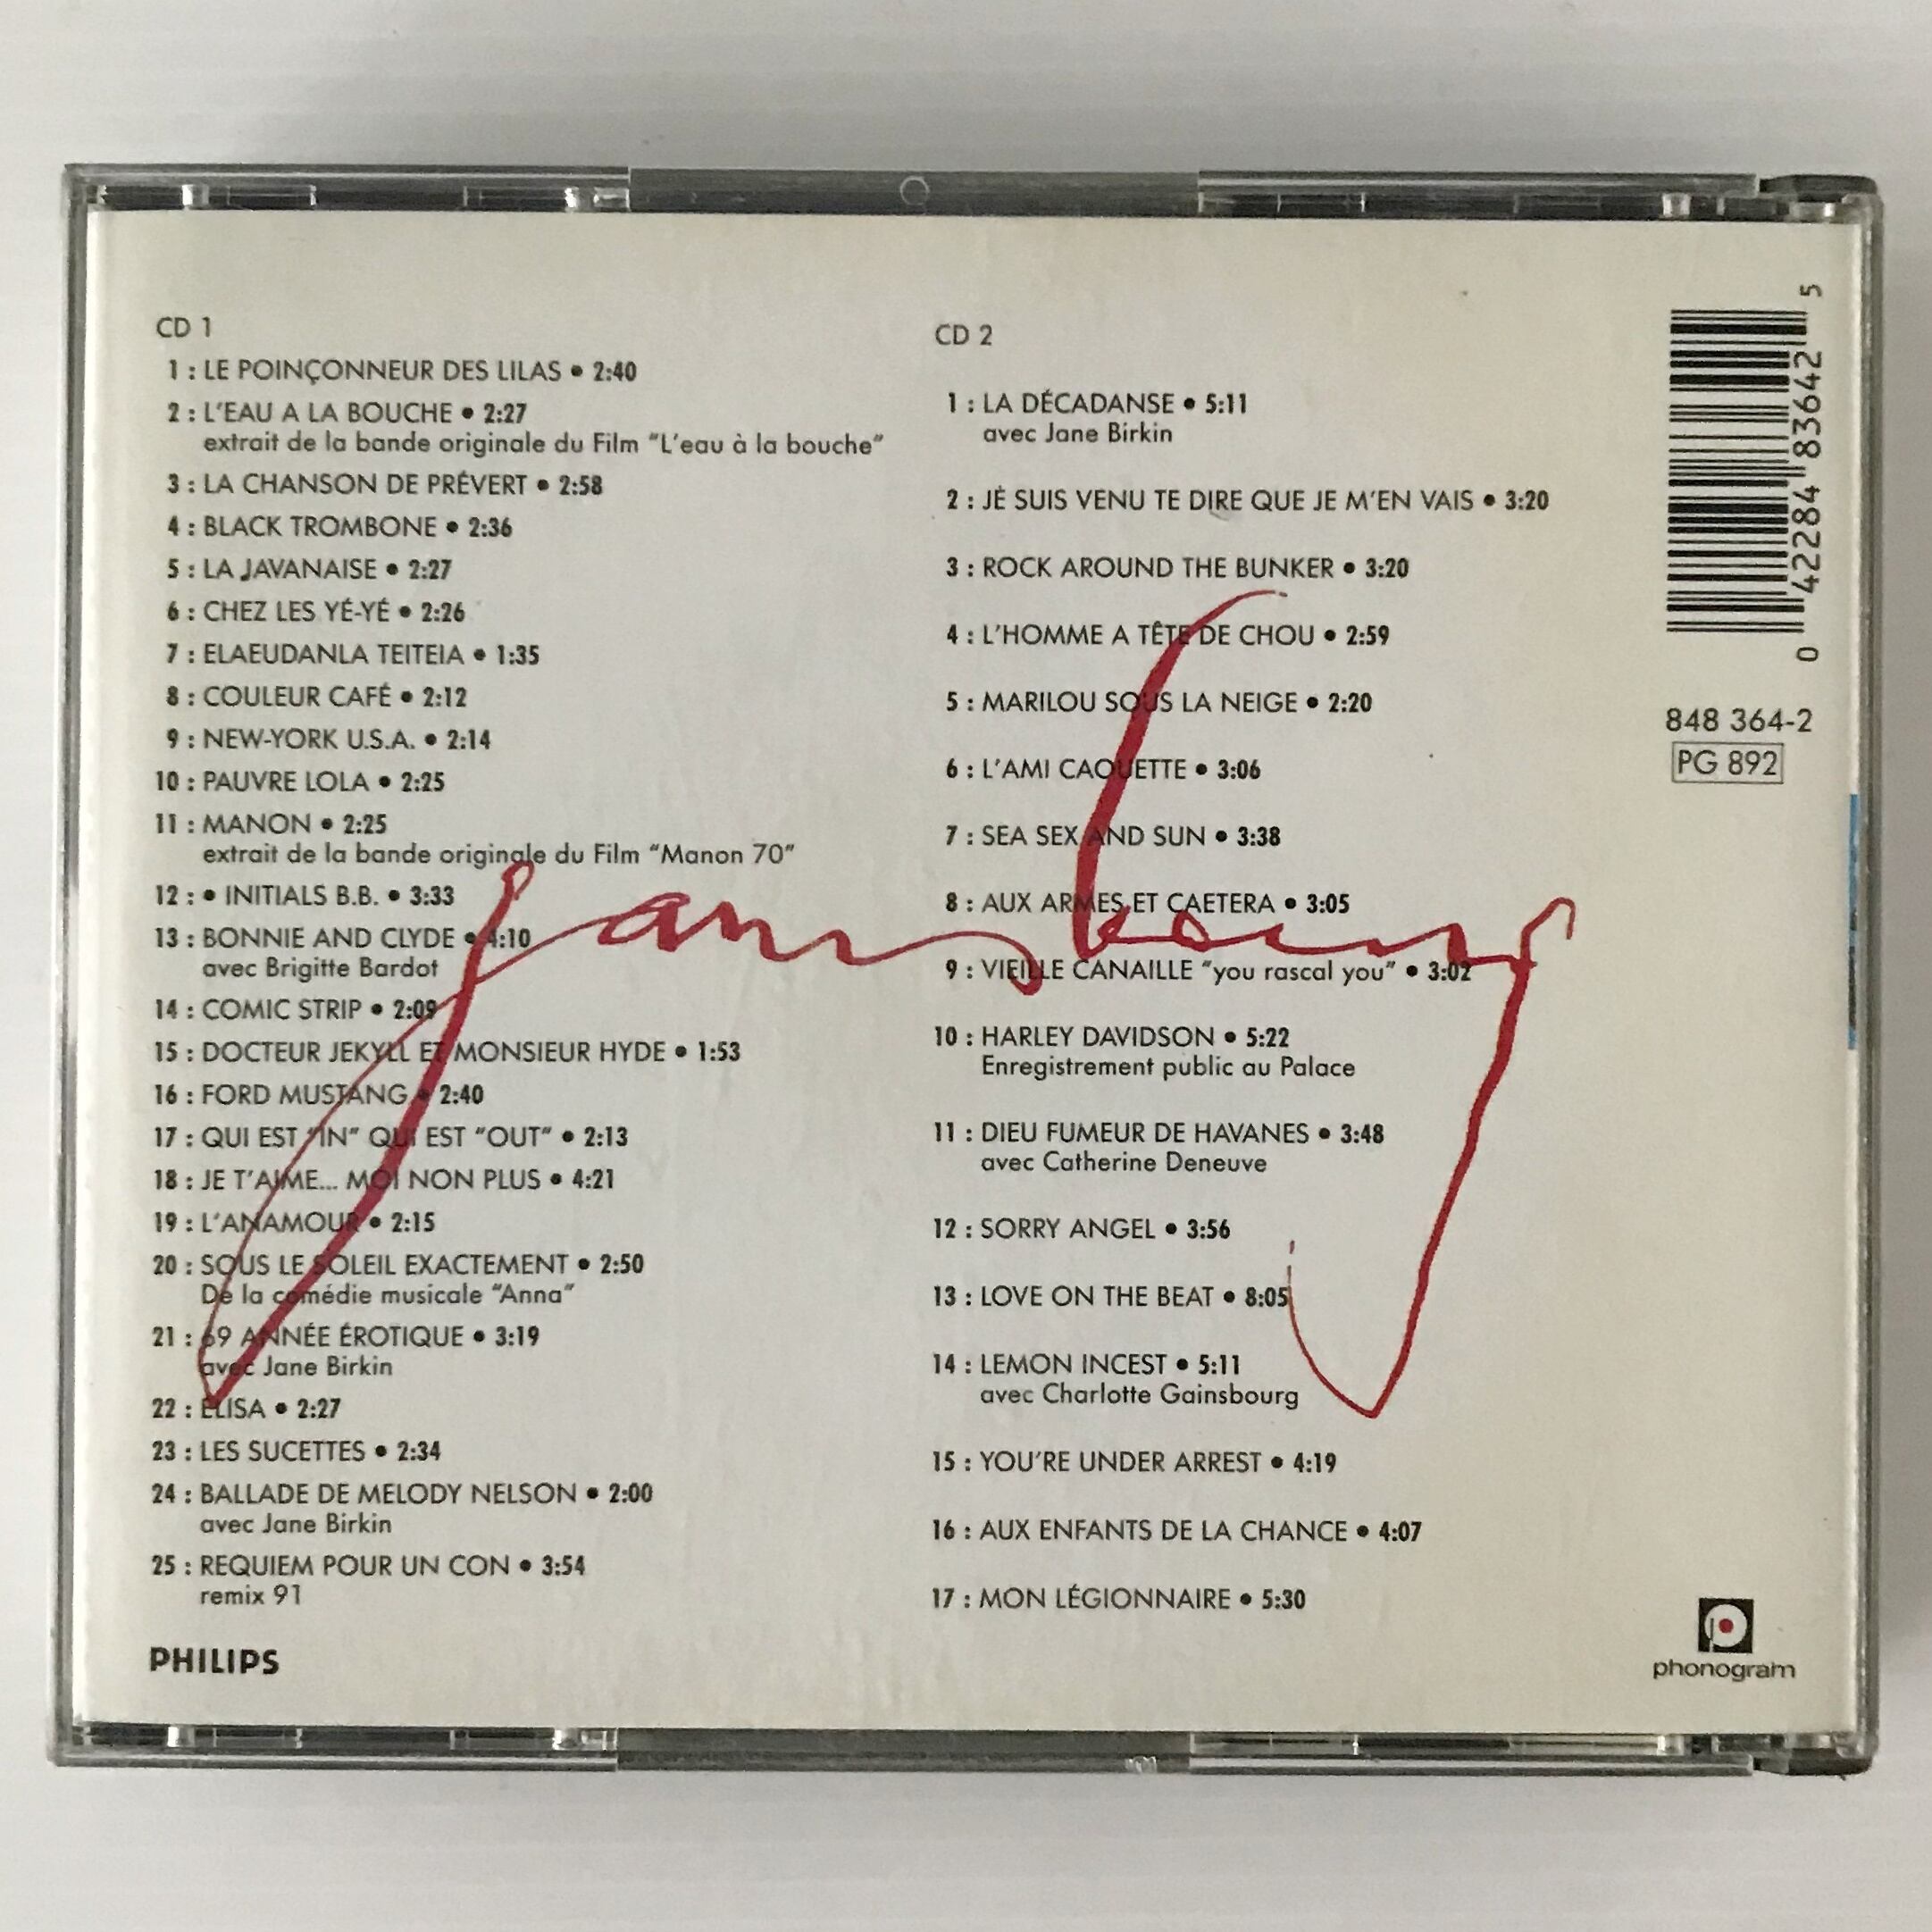 CD 1
1 : LE POINÇONNEUR DES LILAS • 2:40
2 : L'EAU A LA BOUCHE • 2:27
extrait de la bande originale du Film "L'eau à la bouche"
3 : LA CHANSON DE PRÉVERT • 2:58
4 : BLACK TROMBONE • 2:36
5 : LA JAVANAISE • 2:27
6 : CHEZ LES YÉ-YÉ • 2:26
7 : ELAEUDANLA TEITEIA • 1:35
8 : COULEUR CAFÉ • 2:12
9 : NEW-YORK U.S.A. • 2:14
10 : PAUVRE LOLA • 2:25
11 : MANON • 2:25
extrait de la bande originale du Film "Manon 70"
12 : • INITIALS B.B. • 3:33
13 : BONNIE AND CLYDE • 4:10
avec Brigitte Bardot
14 : COMIC STRIP • 2:09
15 : DOCTEUR JEKYLL ET MONSIEUR HYDE • 1:53
16 : FORD MUSTANG • 2:40
17 : QUI EST "IN" QUI EST "OUT" • 2:13
18 : JE T'AIME... MOI NON PLUS • 4:21
19 : L'ANAMOUR • 2:15
20 : SOUS LE SOLEIL EXACTEMENT • 2:50
De la comédie musicale "Anna"
21 : 69 ANNÉE ÉROTIQUE • 3:19
avec Jane Birkin
22 : ÉLISA • 2:27
23 : LES SUCETTES • 2:34
24 : BALLADE DE MELODY NELSON • 2:00
avec Jane Birkin
25 : REQUIEM POUR UN CON • 3:54
remix 91
PHILIPS
CD 2
1 : LA DÉCADANSE • 5:11
avec Jane Birkin
2 : JE SUIS VENU TE DIRE QUE JE M'EN VAIS • 3:20
3 : ROCK AROUND THE BUNKER • 3:20
4 : L'HOMME A TÊTE DE CHOU • 2:59
5 : MARILOU SOUS LA NEIGE • 2:20
6 : L'AMI CAOUETTE • 3:06
7 : SEA SEX AND SUN • 3:38
8 : AUX ARMES ET CAETERA • 3:05
9 : VIEILLE CANAILLE "you rascal you" • 3:02
10 : HARLEY DAVIDSON • 5:22
Enregistrement public au Palace
11 : DIEU FUMEUR DE HAVANES • 3:48
avec Catherine Deneuve
12 : SORRY ANGEL • 3:56
13 : LOVE ON THE BEAT • 8:05
14 : LEMON INCEST • 5:11
avec Charlotte Gainsbourg
15 : YOU'RE UNDER ARREST • 4:19
16 : AUX ENFANTS DE LA CHANCE • 4:07
17 : MON LÉGIONNAIRE • 5:30
0 42284 83642 5
848 364-2
PG 892
phonogram